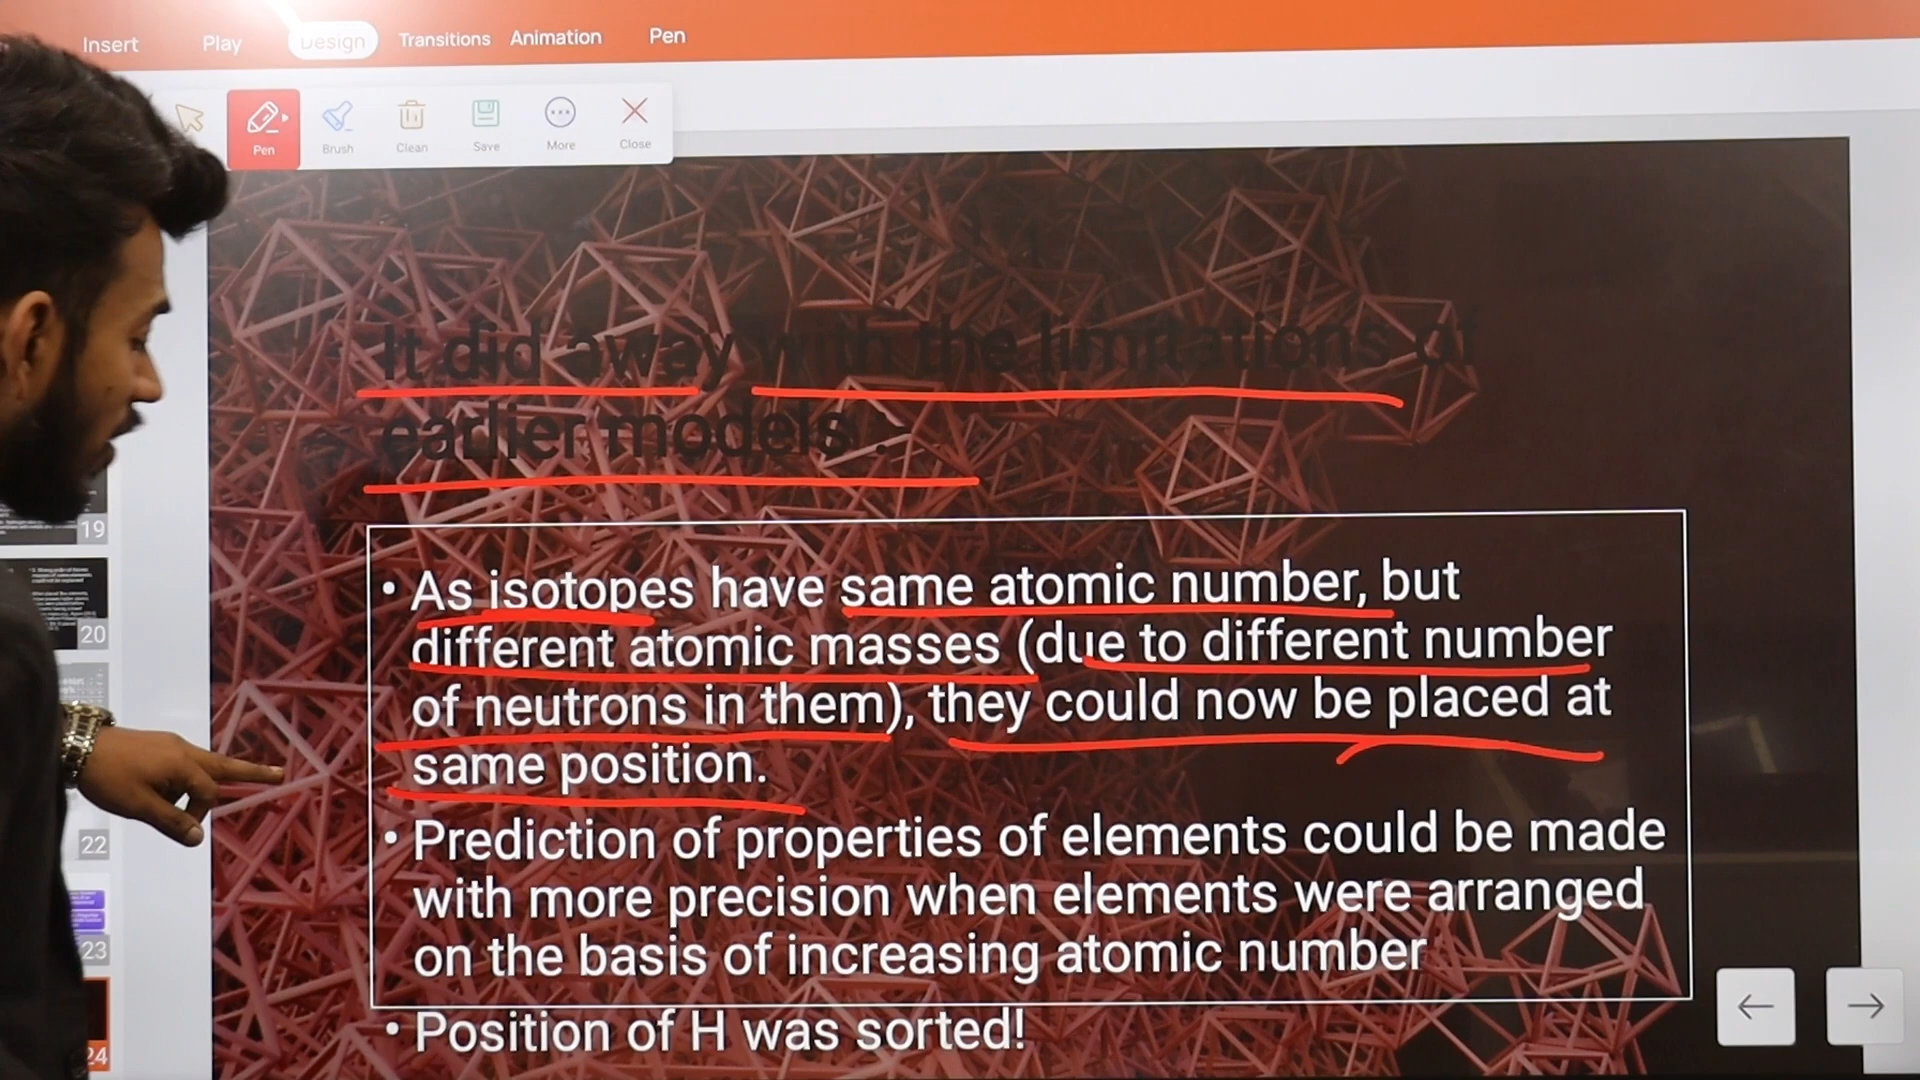 Insert Play Design Transitions Animation Pen
Pen Brush Clean Save More Close
It did away with the limitations of
earlier models :
• As isotopes have same atomic number, but
different atomic masses (due to different number
of neutrons in them), they could now be placed at
same position.
• Prediction of properties of elements could be made
with more precision when elements were arranged
on the basis of increasing atomic number
• Position of H was sorted!
19
20
22
23
24